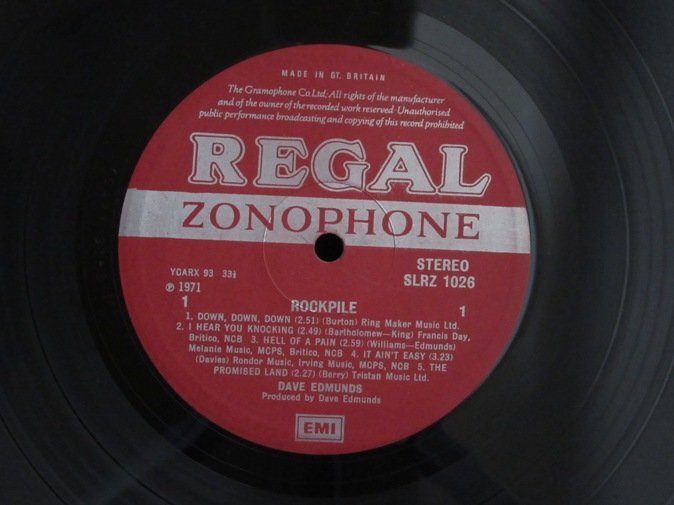 MADE IN GT. BRITAIN
The Gramophone Co. Ltd. All rights of the manufacturer
and of the owner of the recorded work reserved Unauthorised
public performance broadcasting and copying of this record prohibited
REGAL
ZONOPHONE
STEREO
YCARX 93 33⅓ SLRZ 1026
℗ 1971
1 ROCKPILE 1
1. DOWN, DOWN, DOWN (2.51) (Burton) Ring Maker Music Ltd.
2. I HEAR YOU KNOCKING (2.49) (Bartholomew—King) Francis Day,
Britico, NCB 3. HELL OF A PAIN (2.59) (Williams—Edmunds)
Melanie Music, MCPS, Britico, NCB 4. IT AIN'T EASY (3.23)
(Davies) Rondor Music, Irving Music, MCPS, NCB 5. THE
PROMISED LAND (2.27) (Berry) Tristan Music Ltd.
DAVE EDMUNDS
Produced by Dave Edmunds
EMI